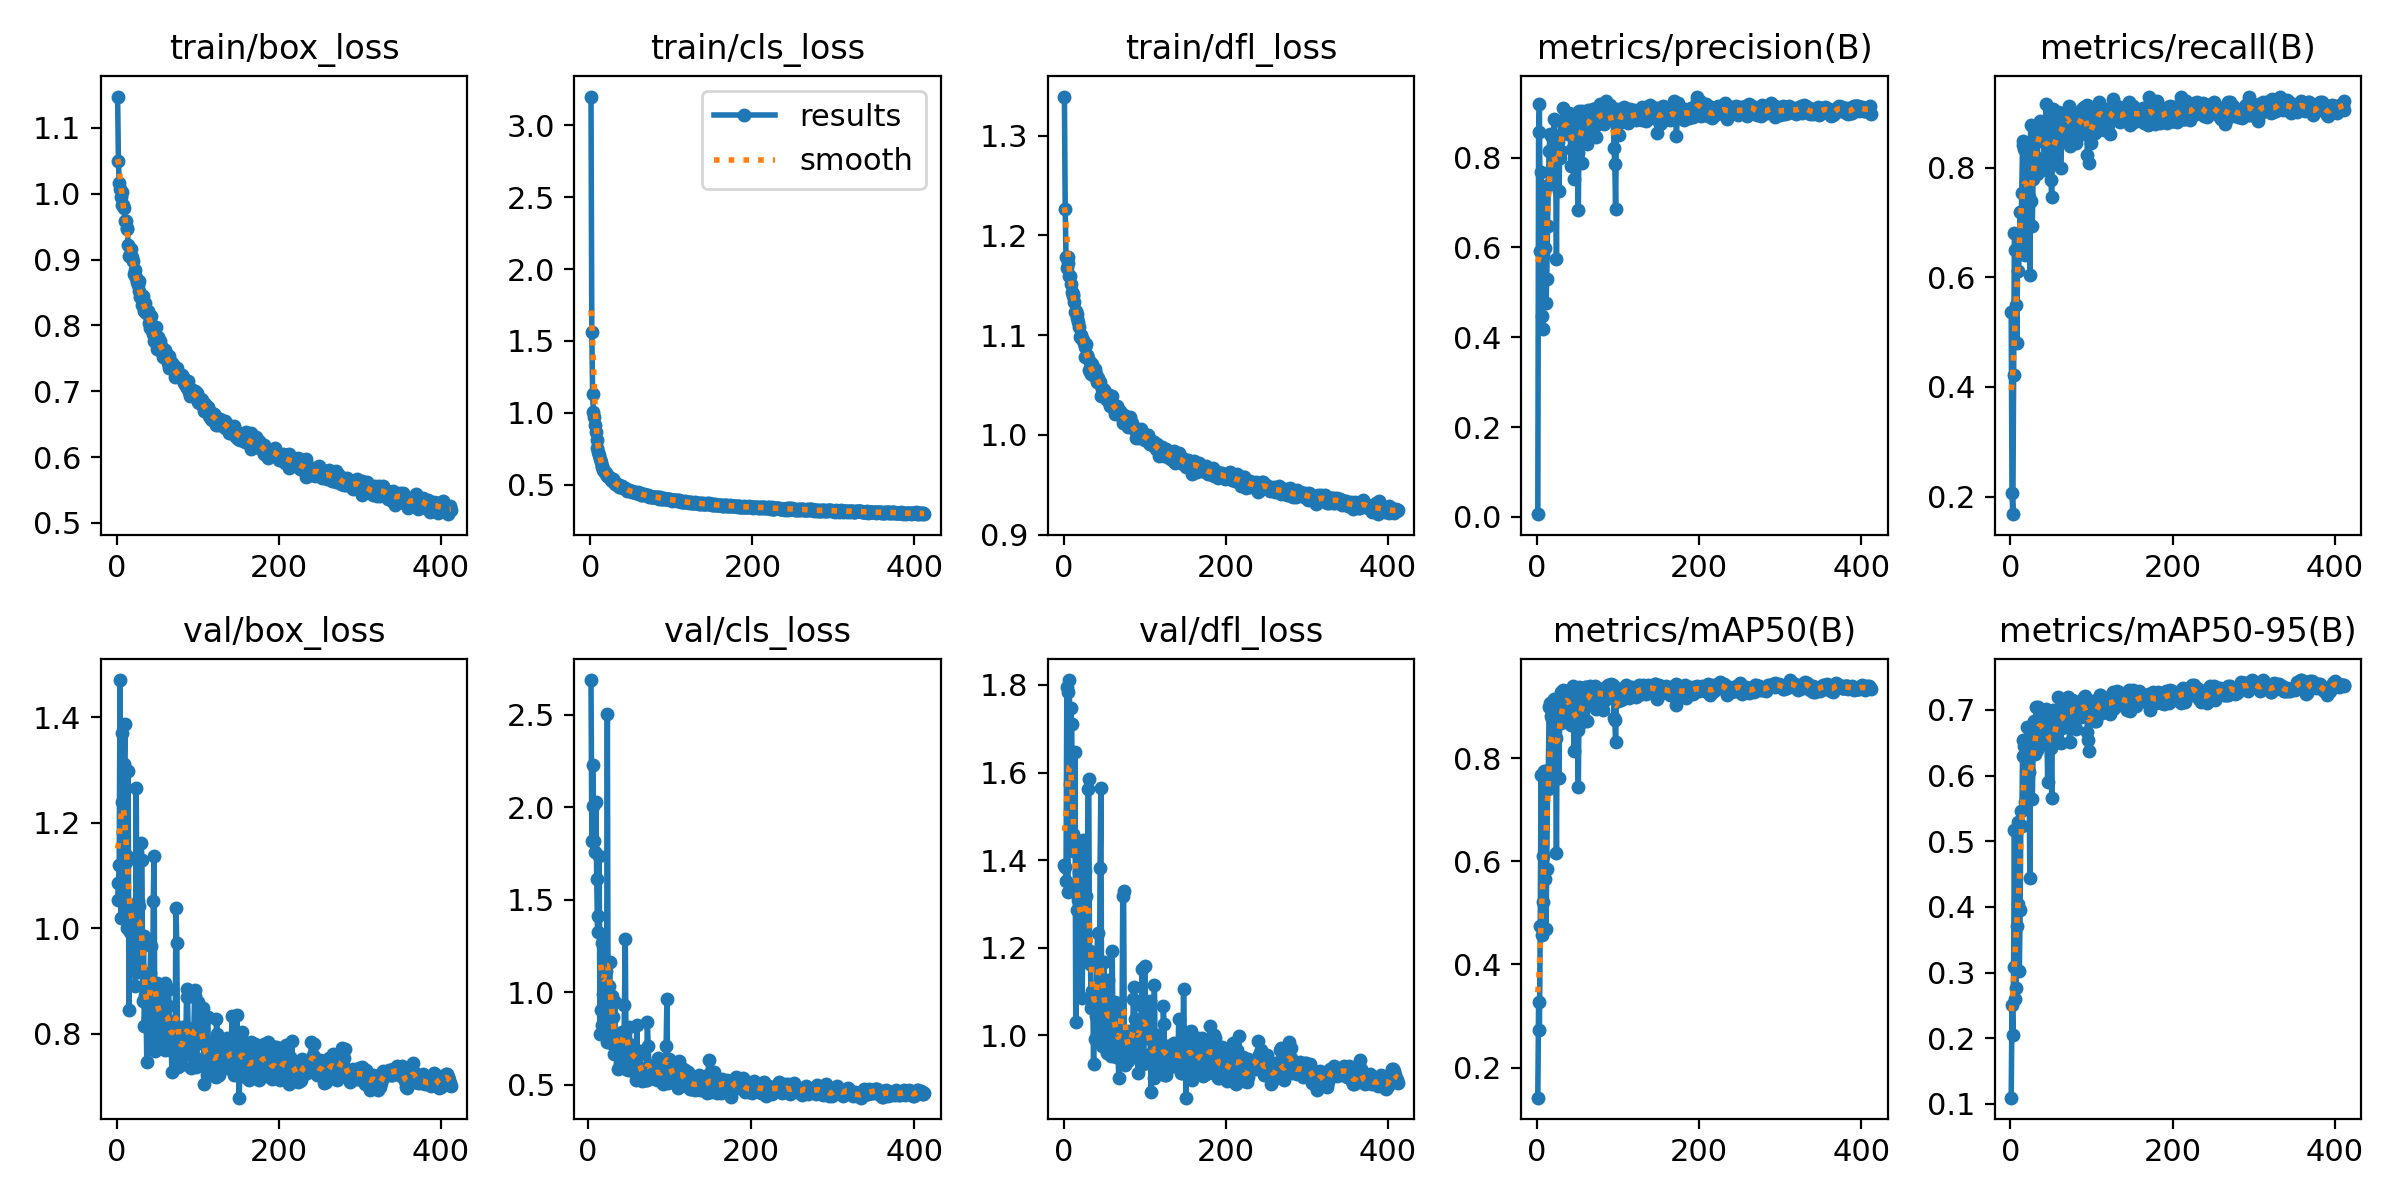 train/box_loss
1.1
1.0
0.9
0.8
0.7
0.6
0.5
0 200 400
train/cls_loss
results
smooth
3.0
2.5
2.0
1.5
1.0
0.5
0 200 400
train/dfl_loss
1.3
1.2
1.1
1.0
0.9
0 200 400
metrics/precision(B)
0.8
0.6
0.4
0.2
0.0
0 200 400
metrics/recall(B)
0.8
0.6
0.4
0.2
0 200 400
val/box_loss
1.4
1.2
1.0
0.8
0 200 400
val/cls_loss
2.5
2.0
1.5
1.0
0.5
0 200 400
val/dfl_loss
1.8
1.6
1.4
1.2
1.0
0 200 400
metrics/mAP50(B)
0.8
0.6
0.4
0.2
0 200 400
metrics/mAP50-95(B)
0.7
0.6
0.5
0.4
0.3
0.2
0.1
0 200 400